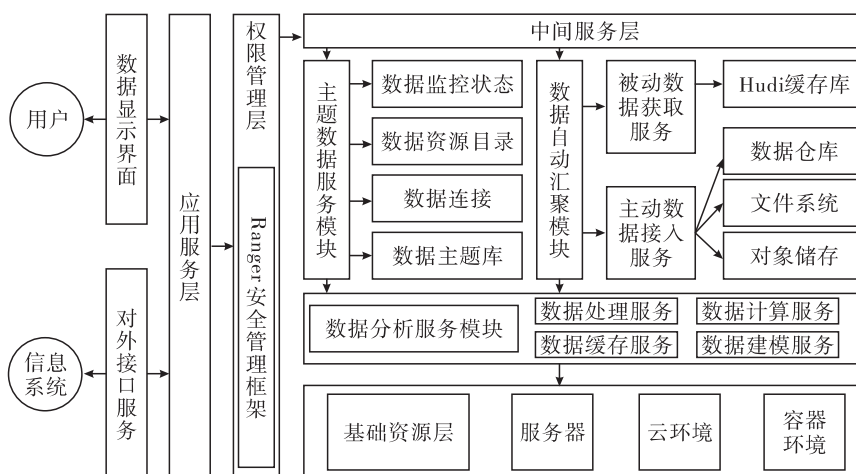 用户
信息
系统
数据显示界面
对外接口服务
应用服务层
权限管理层
Ranger安全管理框架
中间服务层
主题数据服务模块
数据监控状态
数据资源目录
数据连接
数据主题库
数据自动汇聚模块
被动数
据获取
服务
Hudi缓存库
主动数
据接入
服务
数据仓库
文件系统
对象储存
数据分析服务模块
数据处理服务
数据计算服务
数据缓存服务
数据建模服务
基础资源层
服务器
云环境
容器
环境